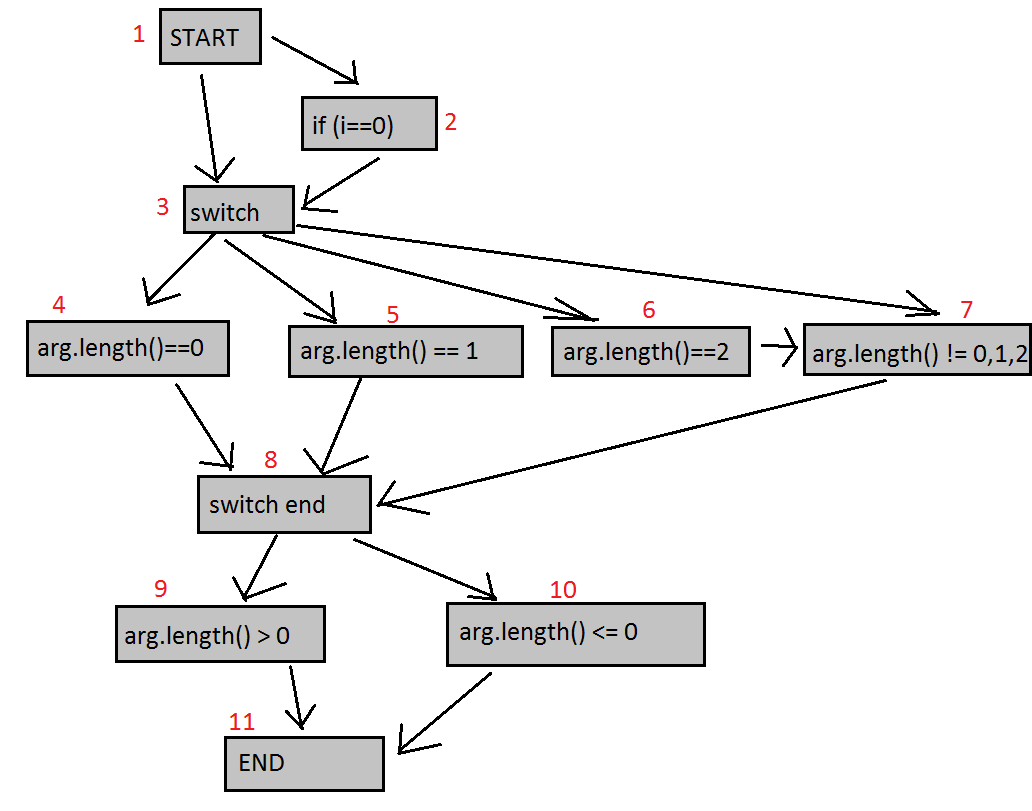 1
START
if (i==0)
2
3
switch
4
5
6
7
arg.length()==0
arg.length() == 1
arg.length()==2
arg.length() != 0,1,2
8
switch end
9
10
arg.length() > 0
arg.length() <= 0
11
END